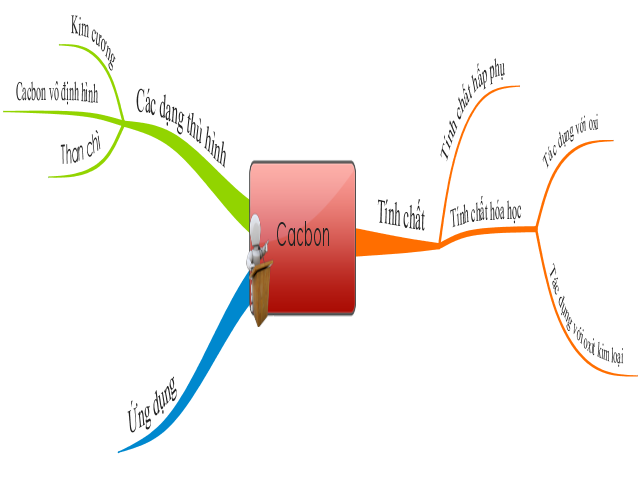 Kim cương
Cacbon vô định hình
Than chì
Các dạng thù hình
Cacbon
Ứng dụng
Tính chất
Tính chất hấp phụ
Tính chất hóa học
Tác dụng với oxi
Tác dụng với oxit kim loại